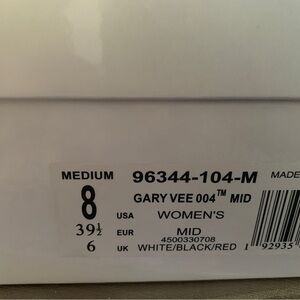 MEDIUM 96344-104-M MADE
8 GARY VEE 004™ MID
USA WOMEN'S
39½ EUR MID
4500330708
6 UK WHITE/BLACK/RED 1 92935